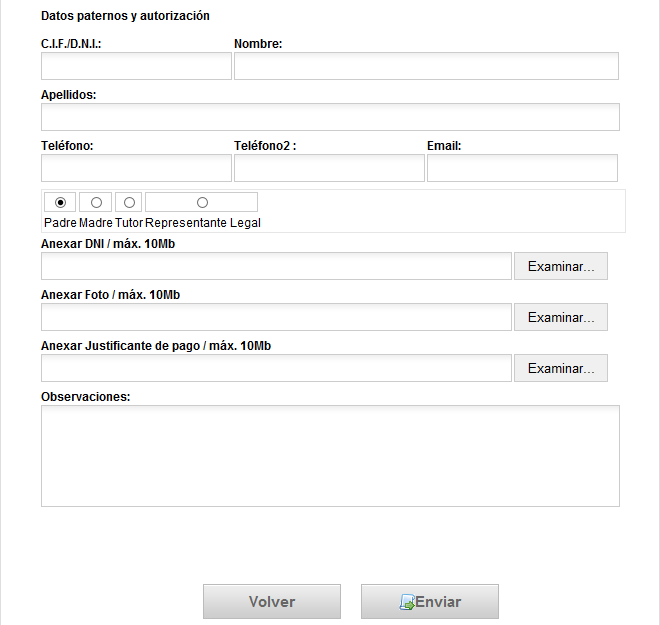 Datos paternos y autorización
C.I.F./D.N.I.: Nombre:
Apellidos:
Teléfono: Teléfono2 : Email:
Padre Madre Tutor Representante Legal
Anexar DNI / máx. 10Mb
Examinar...
Anexar Foto / máx. 10Mb
Examinar...
Anexar Justificante de pago / máx. 10Mb
Examinar...
Observaciones:
Volver Enviar